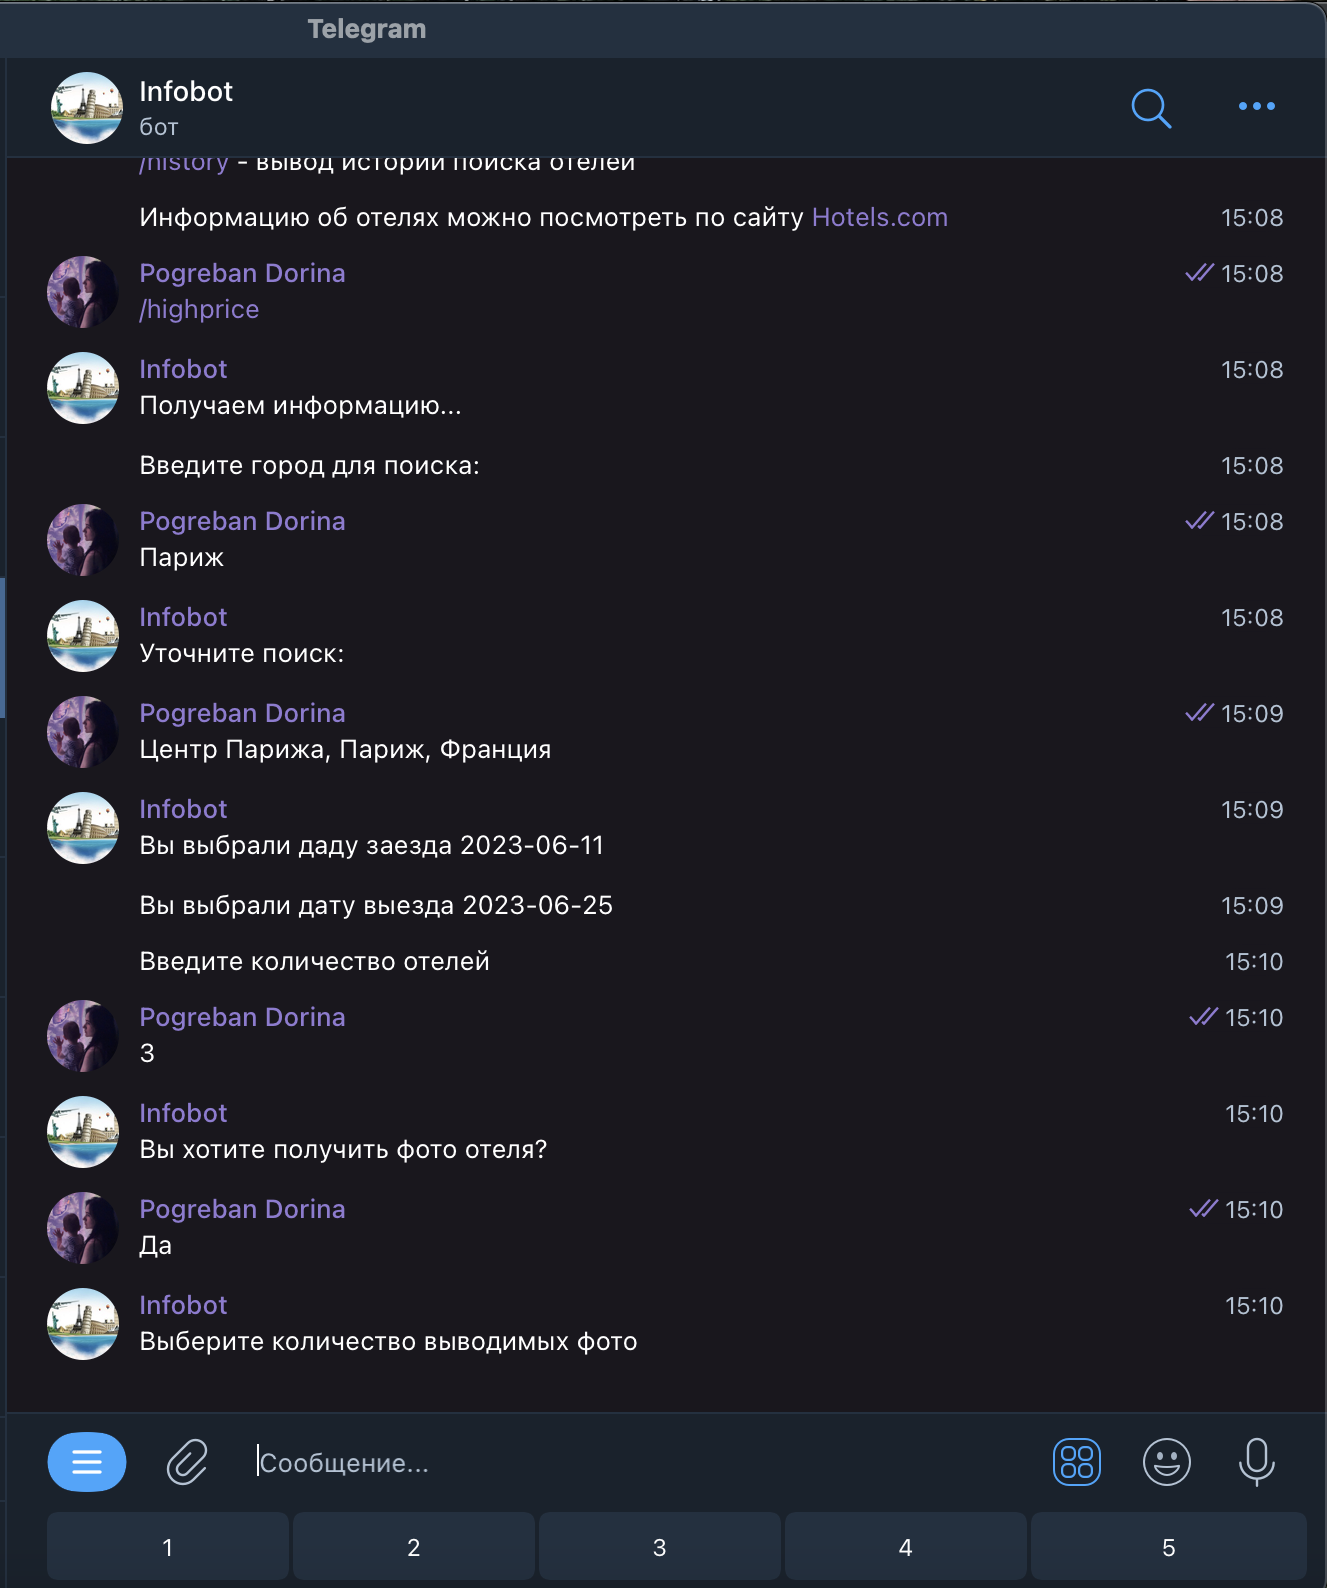 Telegram
Infobot
бот
/history - вывод истории поиска отелей
Информацию об отелях можно посмотреть по сайту Hotels.com 15:08
Pogreban Dorina 15:08
/highprice
Infobot 15:08
Получаем информацию...
Введите город для поиска: 15:08
Pogreban Dorina 15:08
Париж
Infobot 15:08
Уточните поиск:
Pogreban Dorina 15:09
Центр Парижа, Париж, Франция
Infobot 15:09
Вы выбрали даду заезда 2023-06-11
Вы выбрали дату выезда 2023-06-25 15:09
Введите количество отелей 15:10
Pogreban Dorina 15:10
3
Infobot 15:10
Вы хотите получить фото отеля?
Pogreban Dorina 15:10
Да
Infobot 15:10
Выберите количество выводимых фото
Сообщение...
1 2 3 4 5